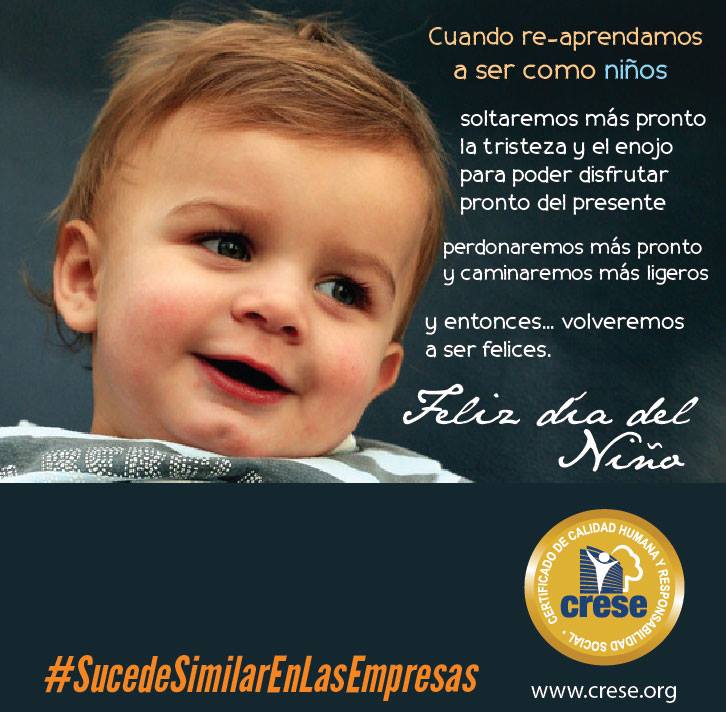 Cuando re-aprendamos
a ser como niños
soltaremos más pronto
la tristeza y el enojo
para poder disfrutar
pronto del presente
perdonaremos más pronto
y caminaremos más ligeros
y entonces... volveremos
a ser felices.
Feliz día del
Niño
CERTIFICADO DE CALIDAD HUMANA Y RESPONSABILIDAD SOCIAL
crese
#SucedeSimilarEnLasEmpresas
www.crese.org